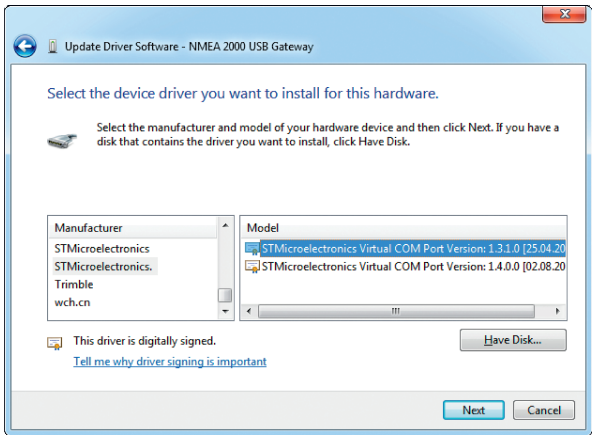 Update Driver Software - NMEA 2000 USB Gateway
Select the device driver you want to install for this hardware.
Select the manufacturer and model of your hardware device and then click Next. If you have a
disk that contains the driver you want to install, click Have Disk.
Manufacturer
STMicroelectronics
STMicroelectronics.
Trimble
wch.cn
Model
STMicroelectronics Virtual COM Port Version: 1.3.1.0 [25.04.20
STMicroelectronics Virtual COM Port Version: 1.4.0.0 [02.08.20
This driver is digitally signed.
Tell me why driver signing is important
Have Disk...
Next
Cancel